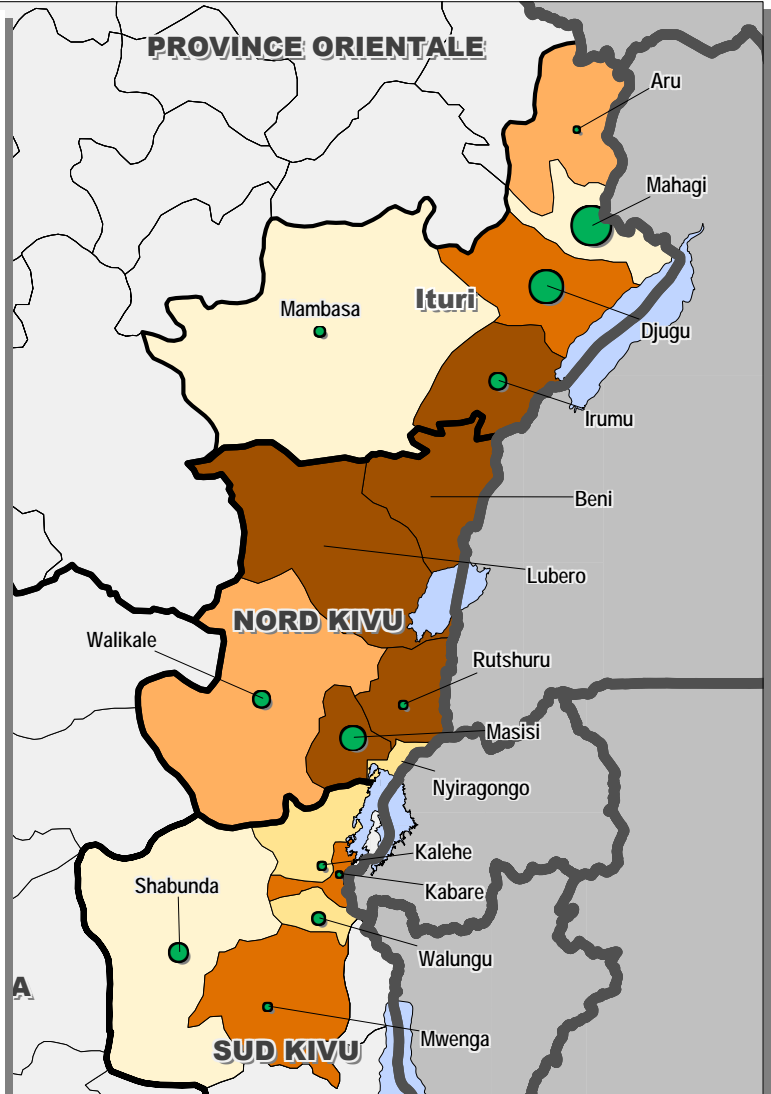 PROVINCE ORIENTALE
Aru
Mahagi
Ituri
Mambasa
Djugu
Irumu
Beni
Lubero
NORD KIVU
Walikale
Rutshuru
Masisi
Nyiragongo
Kalehe
Shabunda
Kabare
Walungu
A
Mwenga
SUD KIVU